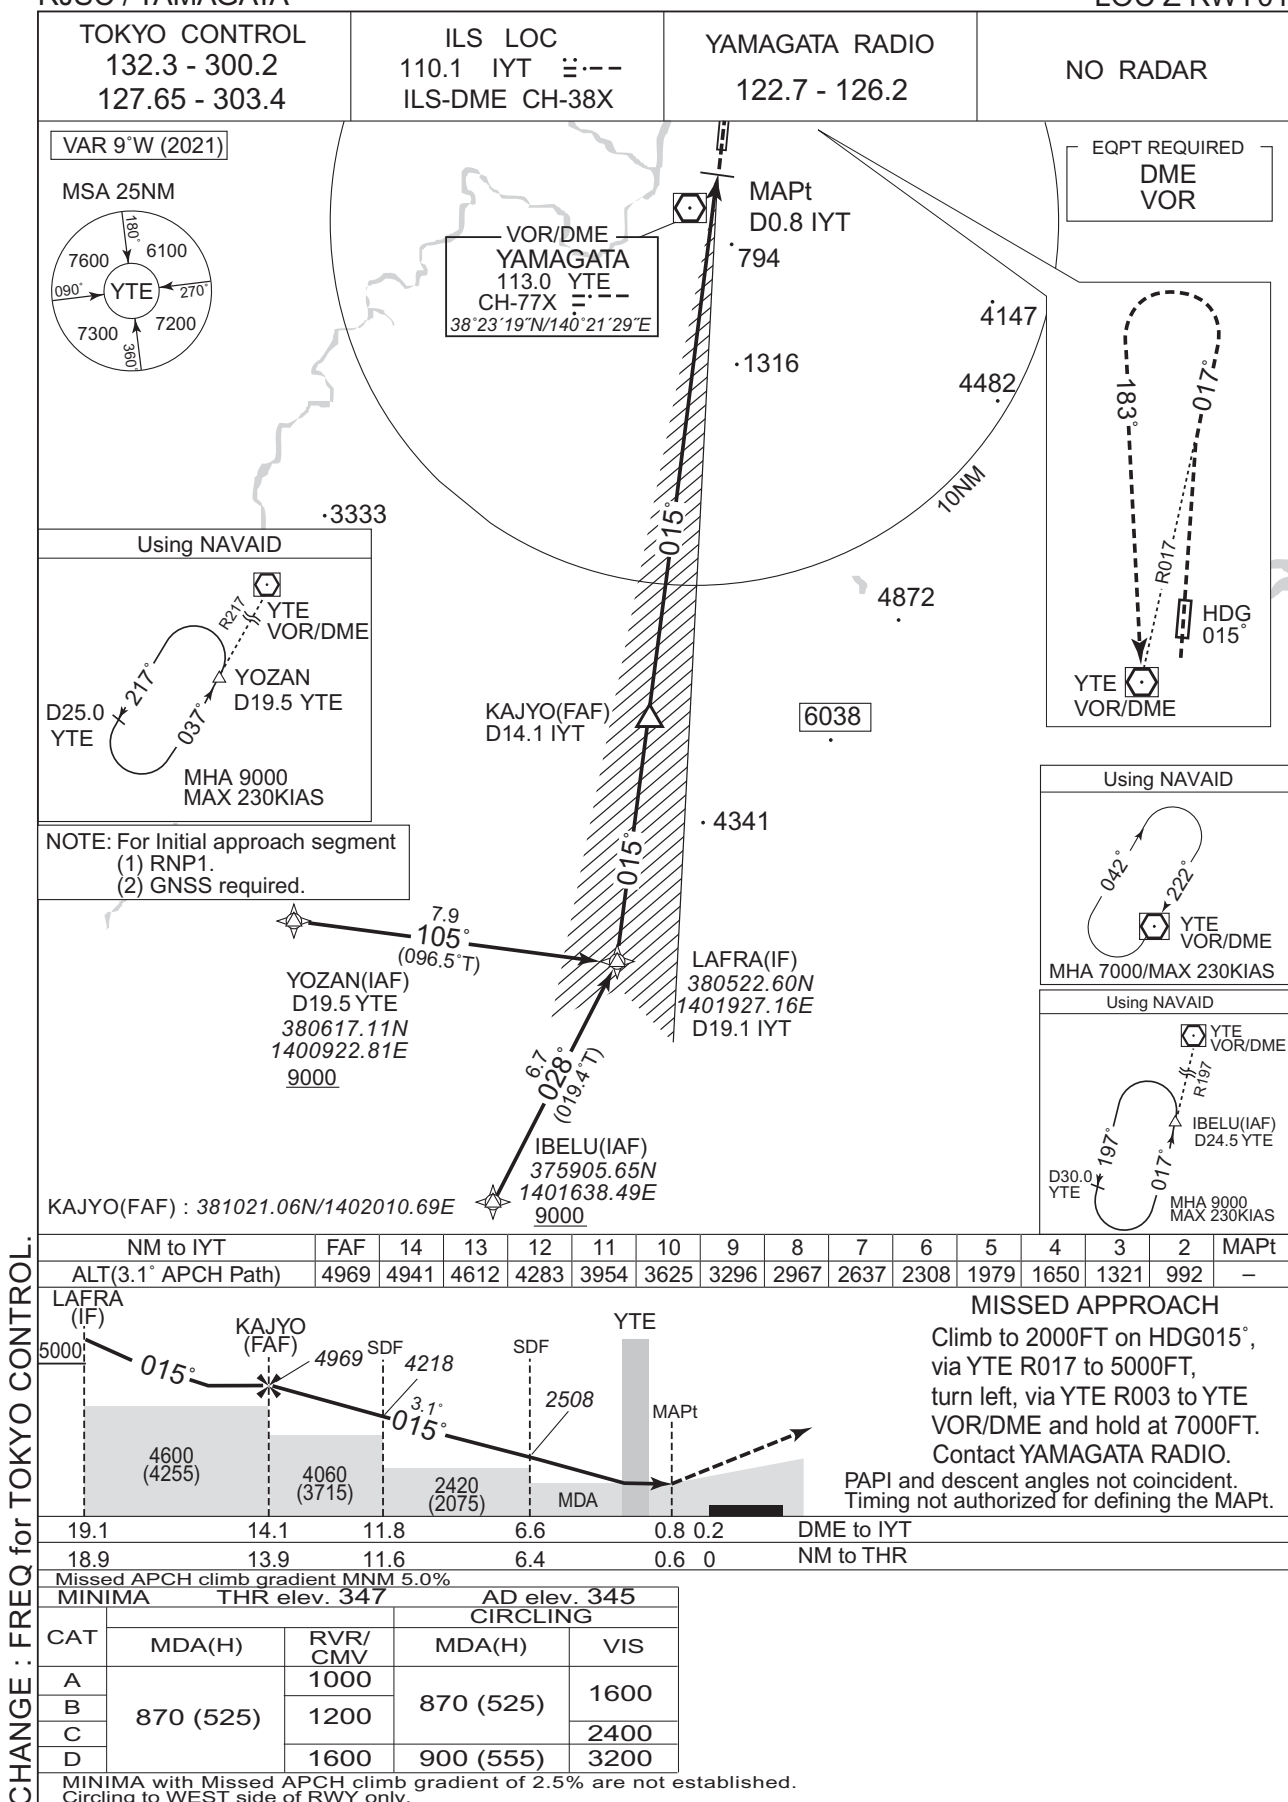 RJSC / YAMAGATA
LOC Z RWY 01
TOKYO CONTROL
132.3 - 300.2
127.65 - 303.4
ILS LOC
110.1 IYT
ILS-DME CH-38X
YAMAGATA RADIO
122.7 - 126.2
NO RADAR
VAR 9˚W (2021)
MSA 25NM
180˚
7600
6100
090˚
YTE
270˚
7300
7200
360˚
VOR/DME
YAMAGATA
113.0 YTE
CH-77X
38˚23´19˝N/140˚21´29˝E
MAPt
D0.8 IYT
794
4147
1316
4482
10NM
3333
015˚
4872
6038
4341
EQPT REQUIRED
DME
VOR
183˚
017˚
R017
HDG
015˚
YTE
VOR/DME
Using NAVAID
R217
YTE
VOR/DME
YOZAN
D19.5 YTE
217˚
037˚
D25.0
YTE
MHA 9000
MAX 230KIAS
NOTE: For Initial approach segment
(1) RNP1.
(2) GNSS required.
KAJYO(FAF)
D14.1 IYT
015˚
7.9
105˚
(096.5˚T)
YOZAN(IAF)
D19.5 YTE
380617.11N
1400922.81E
9000
LAFRA(IF)
380522.60N
1401927.16E
D19.1 IYT
6.7
028˚
(019.4˚T)
IBELU(IAF)
375905.65N
1401638.49E
9000
KAJYO(FAF) : 381021.06N/1402010.69E
Using NAVAID
042˚
222˚
YTE
VOR/DME
MHA 7000/MAX 230KIAS
Using NAVAID
YTE
VOR/DME
R197
IBELU(IAF)
D24.5 YTE
197˚
017˚
D30.0
YTE
MHA 9000
MAX 230KIAS
NM to IYT FAF 14 13 12 11 10 9 8 7 6 5 4 3 2 MAPt
ALT(3.1˚ APCH Path) 4969 4941 4612 4283 3954 3625 3296 2967 2637 2308 1979 1650 1321 992 –
LAFRA
(IF)
5000
015˚
KAJYO
(FAF)
4969
SDF
4218
3.1˚
015˚
SDF
2508
YTE
MAPt
4600
(4255)
4060
(3715)
2420
(2075)
MDA
MISSED APPROACH
Climb to 2000FT on HDG015˚,
via YTE R017 to 5000FT,
turn left, via YTE R003 to YTE
VOR/DME and hold at 7000FT.
Contact YAMAGATA RADIO.
PAPI and descent angles not coincident.
Timing not authorized for defining the MAPt.
19.1 14.1 11.8 6.6 0.8 0.2 DME to IYT
18.9 13.9 11.6 6.4 0.6 0 NM to THR
Missed APCH climb gradient MNM 5.0%
MINIMA THR elev. 347 AD elev. 345
CIRCLING
CAT MDA(H) RVR/CMV MDA(H) VIS
A 870 (525) 1000 870 (525) 1600
B 1200
C 2400
D 1600 900 (555) 3200
MINIMA with Missed APCH climb gradient of 2.5% are not established.
Circling to WEST side of RWY only.
CHANGE : FREQ for TOKYO CONTROL.